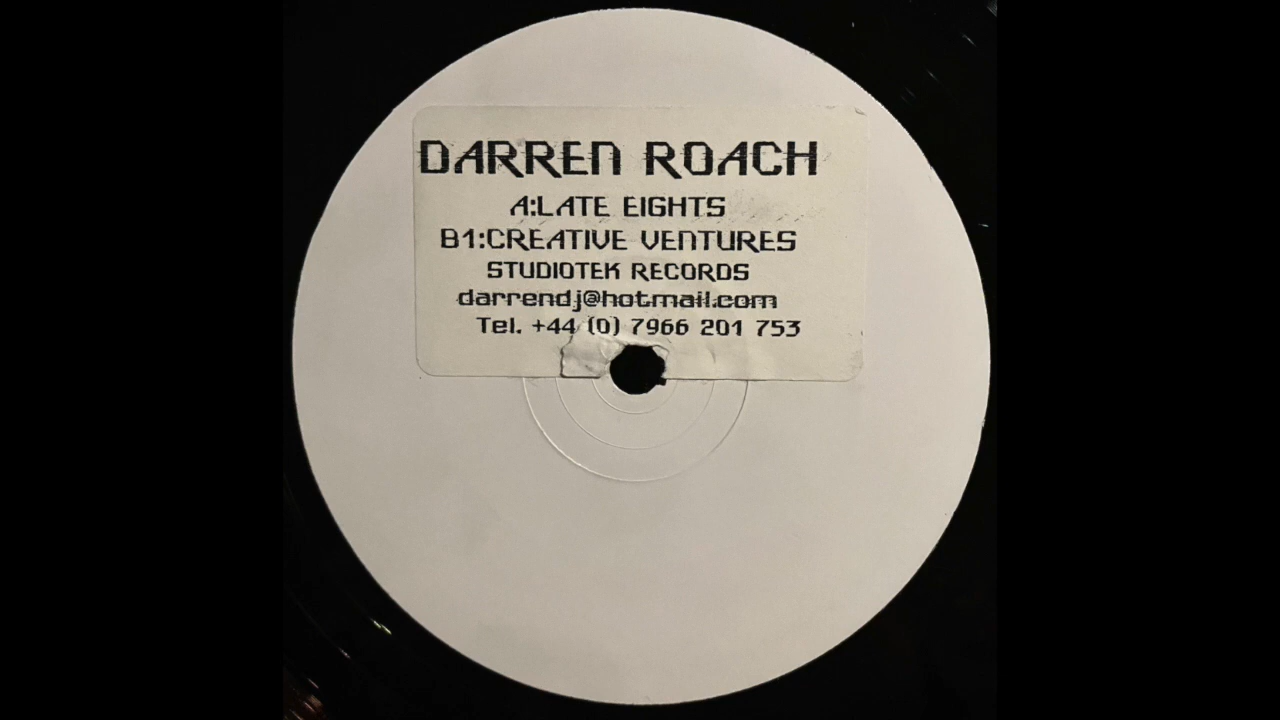 DARREN ROACH
A:LATE EIGHTS
B1:CREATIVE VENTURES
STUDIOTEK RECORDS
darrendj@hotmail.com
Tel. +44 (0) 7966 201 753